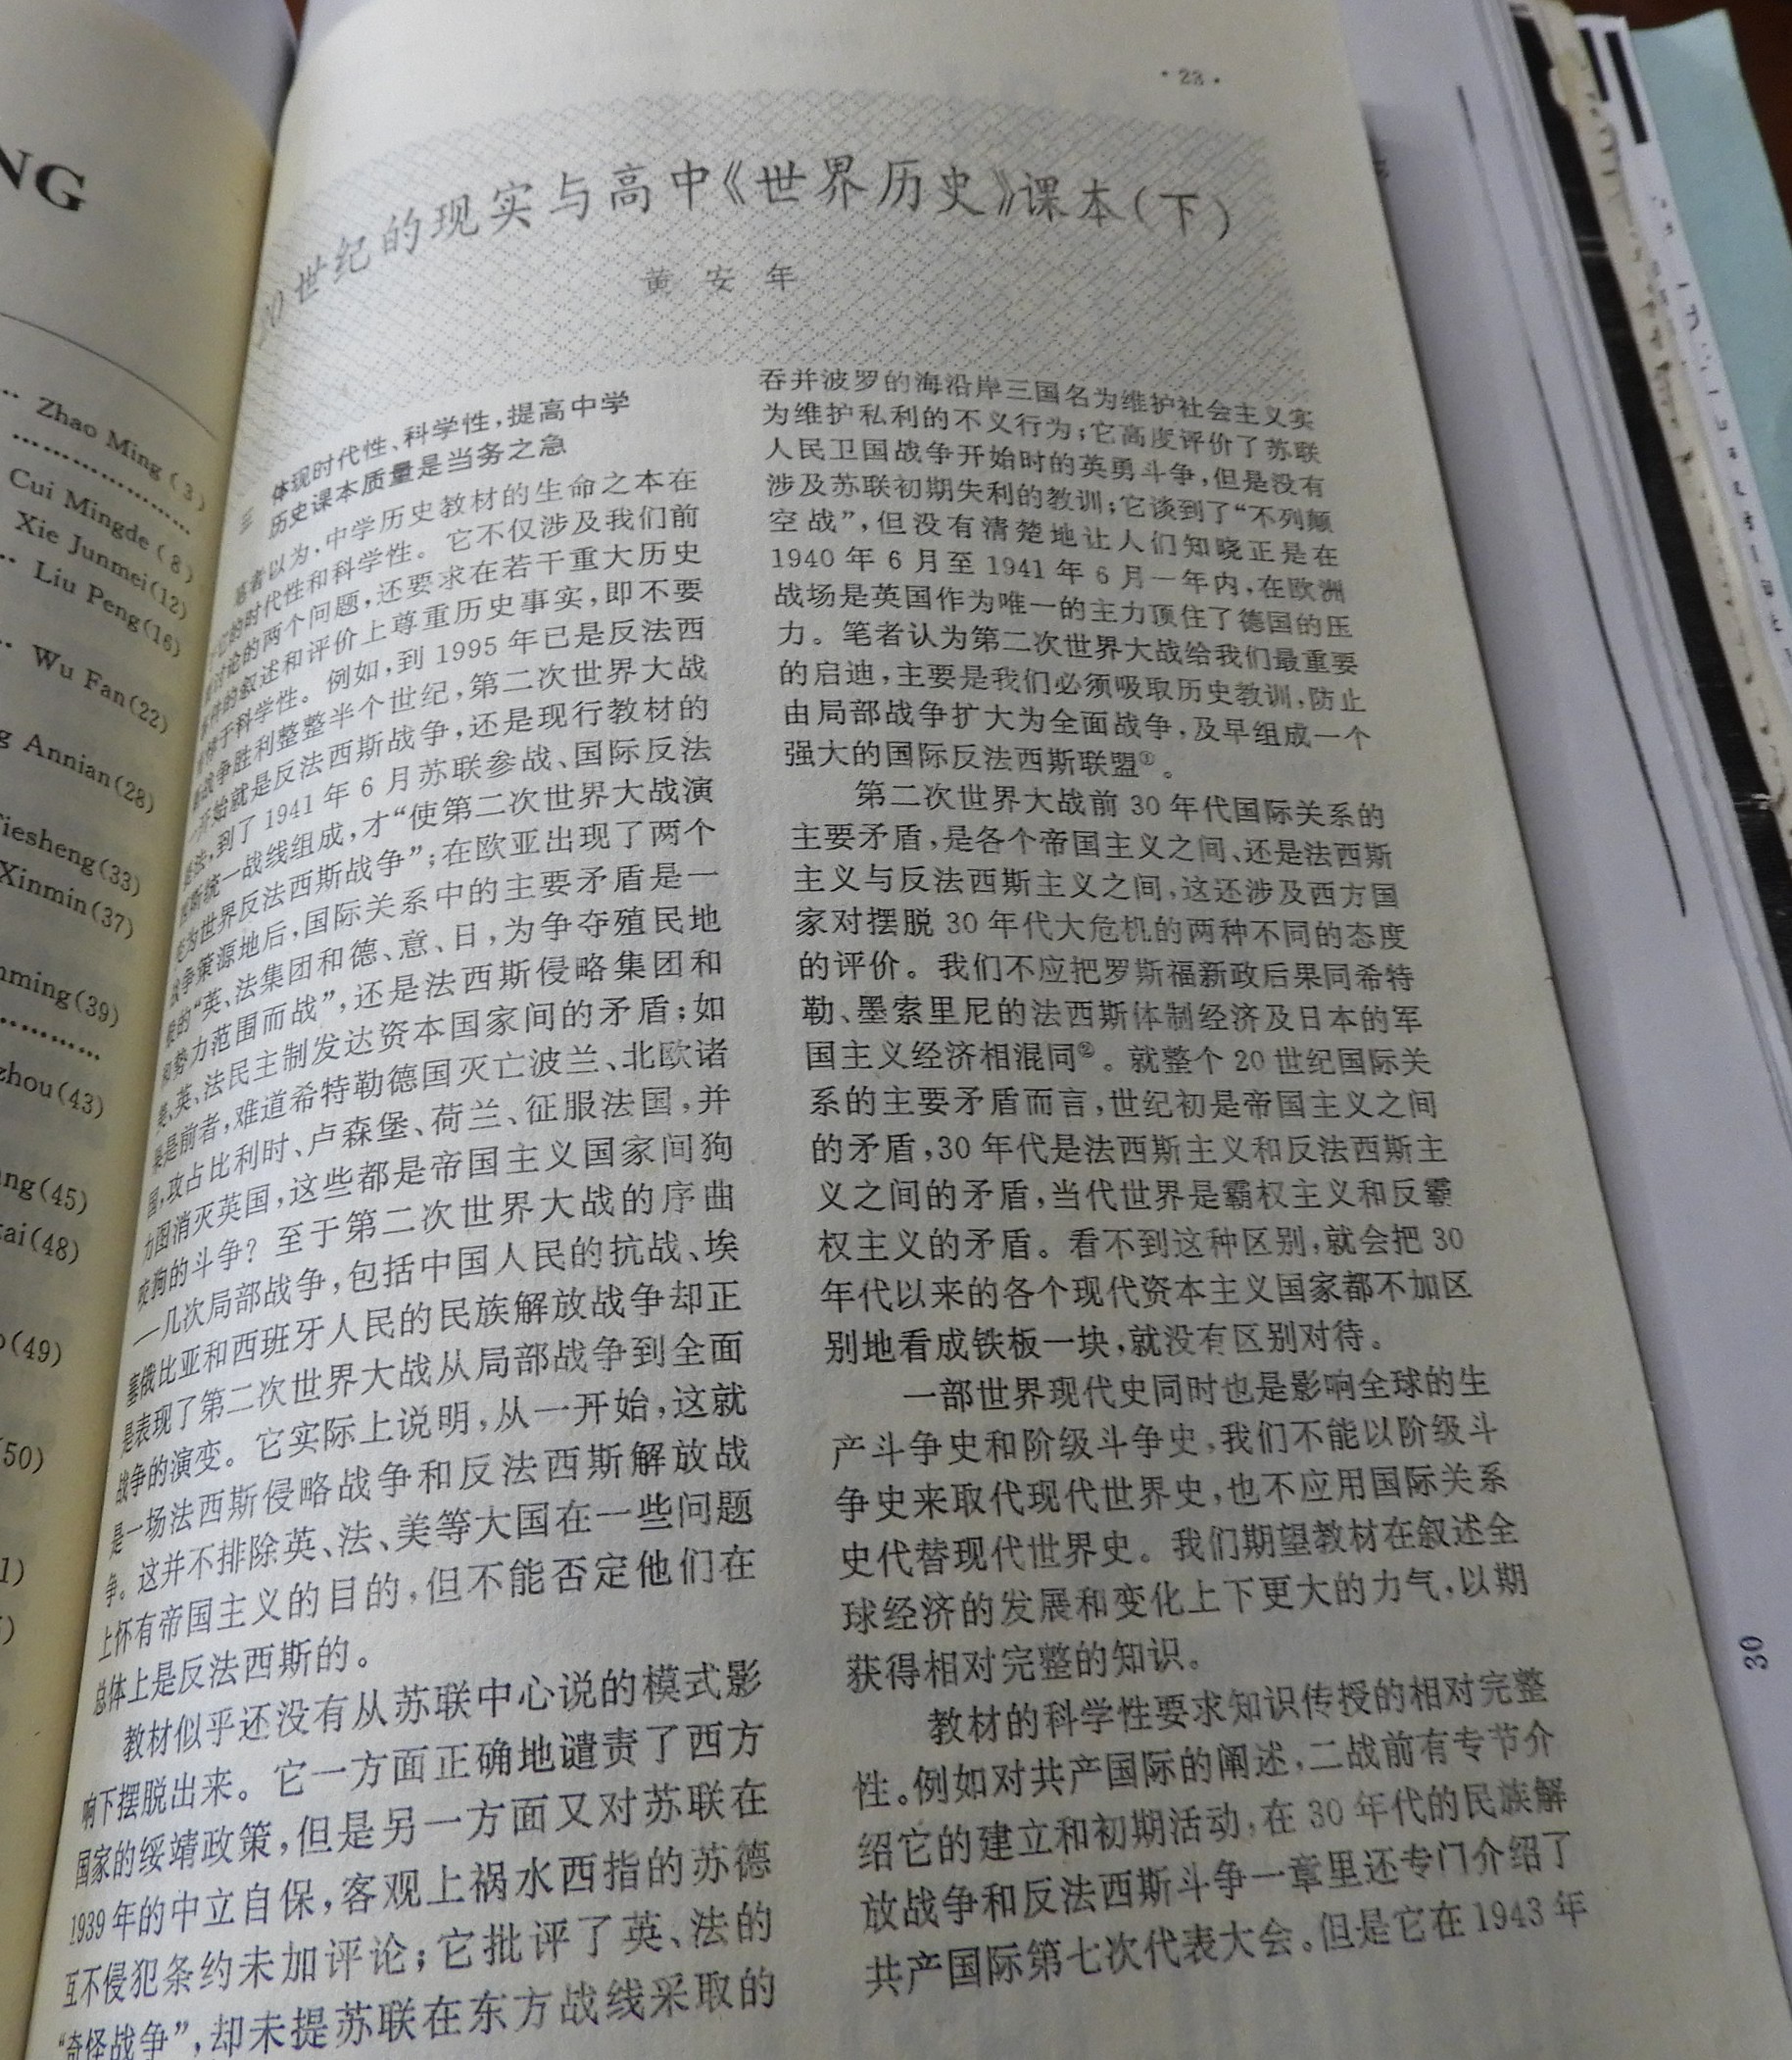 NG
Zhao Ming (3)
Cui Mingde (8)
Xie Junmei(12)
Liu Peng(16)
Wu Fan(22)
g Annian(28)
iesheng(33)
Xinmin(37)
ming(39)
zhou(43)
ng(45)
tai(48)
o(49)
(50)
·23·
20世纪的现实与高中《世界历史》课本(下)
黄安年
三 体现时代性、科学性,提高中学
历史课本质量是当务之急
笔者以为,中学历史教材的生命之本在
于它的时代性和科学性。它不仅涉及我们前
面讨论的两个问题,还要求在若干重大历史
事件的叙述和评价上尊重历史事实,即不要
有悖于科学性。例如,到1995年已是反法西
斯战争胜利整整半个世纪,第二次世界大战
一开始就是反法西斯战争,还是现行教材的
说法,到了1941年6月苏联参战、国际反法
西斯统一战线组成,才“使第二次世界大战演
变为世界反法西斯战争”;在欧亚出现了两个
战争策源地后,国际关系中的主要矛盾是一
般的“英、法集团和德、意、日,为争夺殖民地
和势力范围而战”,还是法西斯侵略集团和
美、英、法民主制发达资本国家间的矛盾;如
果是前者,难道希特勒德国灭亡波兰、北欧诸
国,攻占比利时、卢森堡、荷兰、征服法国,并
力图消灭英国,这些都是帝国主义国家间狗
咬狗的斗争?至于第二次世界大战的序曲
—几次局部战争,包括中国人民的抗战、埃
塞俄比亚和西班牙人民的民族解放战争却正
是表现了第二次世界大战从局部战争到全面
战争的演变。它实际上说明,从一开始,这就
是一场法西斯侵略战争和反法西斯解放战
争。这并不排除英、法、美等大国在一些问题
上怀有帝国主义的目的,但不能否定他们在
总体上是反法西斯的。
教材似乎还没有从苏联中心说的模式影
响下摆脱出来。它一方面正确地谴责了西方
国家的绥靖政策,但是另一方面又对苏联在
1939年的中立自保,客观上祸水西指的苏德
互不侵犯条约未加评论;它批评了英、法的
“奇怪战争”,却未提苏联在东方战线采取的
吞并波罗的海沿岸三国名为维护社会主义实
为维护私利的不义行为;它高度评价了苏联
人民卫国战争开始时的英勇斗争,但是没有
涉及苏联初期失利的教训;它谈到了“不列颠
空战”,但没有清楚地让人们知晓正是在
1940年6月至1941年6月一年内,在欧洲
战场是英国作为唯一的主力顶住了德国的压
力。笔者认为第二次世界大战给我们最重要
的启迪,主要是我们必须吸取历史教训,防止
由局部战争扩大为全面战争,及早组成一个
强大的国际反法西斯联盟①。
第二次世界大战前30年代国际关系的
主要矛盾,是各个帝国主义之间、还是法西斯
主义与反法西斯主义之间,这还涉及西方国
家对摆脱30年代大危机的两种不同的态度
的评价。我们不应把罗斯福新政后果同希特
勒、墨索里尼的法西斯体制经济及日本的军
国主义经济相混同②。就整个20世纪国际关
系的主要矛盾而言,世纪初是帝国主义之间
的矛盾,30年代是法西斯主义和反法西斯主
义之间的矛盾,当代世界是霸权主义和反霸
权主义的矛盾。看不到这种区别,就会把30
年代以来的各个现代资本主义国家都不加区
别地看成铁板一块,就没有区别对待。
一部世界现代史同时也是影响全球的生
产斗争史和阶级斗争史,我们不能以阶级斗
争史来取代现代世界史,也不应用国际关系
史代替现代世界史。我们期望教材在叙述全
球经济的发展和变化上下更大的力气,以期
获得相对完整的知识。
教材的科学性要求知识传授的相对完整
性。例如对共产国际的阐述,二战前有专节介
绍它的建立和初期活动,在30年代的民族解
放战争和反法西斯斗争一章里还专门介绍了
共产国际第七次代表大会。但是它在1943年
30